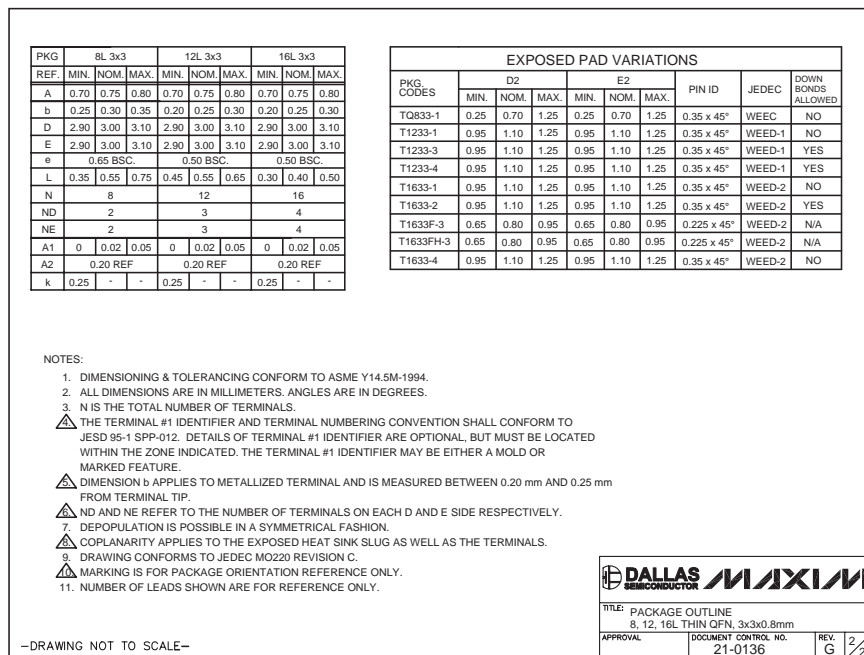 PKG 8L 3x3 12L 3x3 16L 3x3
REF. MIN. NOM. MAX. MIN. NOM. MAX. MIN. NOM. MAX.
A 0.70 0.75 0.80 0.70 0.75 0.80 0.70 0.75 0.80
b 0.25 0.30 0.35 0.20 0.25 0.30 0.20 0.25 0.30
D 2.90 3.00 3.10 2.90 3.00 3.10 2.90 3.00 3.10
E 2.90 3.00 3.10 2.90 3.00 3.10 2.90 3.00 3.10
e 0.65 BSC. 0.50 BSC. 0.50 BSC.
L 0.35 0.55 0.75 0.45 0.55 0.65 0.30 0.40 0.50
N 8 12 16
ND 2 3 4
NE 2 3 4
A1 0 0.02 0.05 0 0.02 0.05 0 0.02 0.05
A2 0.20 REF 0.20 REF 0.20 REF
k 0.25 - - 0.25 - - 0.25 - -
EXPOSED PAD VARIATIONS
PKG. CODES D2 E2 PIN ID JEDEC DOWN BONDS ALLOWED
MIN. NOM. MAX. MIN. NOM. MAX.
TQ833-1 0.25 0.70 1.25 0.25 0.70 1.25 0.35 x 45° WEEC NO
T1233-1 0.95 1.10 1.25 0.95 1.10 1.25 0.35 x 45° WEED-1 NO
T1233-3 0.95 1.10 1.25 0.95 1.10 1.25 0.35 x 45° WEED-1 YES
T1233-4 0.95 1.10 1.25 0.95 1.10 1.25 0.35 x 45° WEED-1 YES
T1633-1 0.95 1.10 1.25 0.95 1.10 1.25 0.35 x 45° WEED-2 NO
T1633-2 0.95 1.10 1.25 0.95 1.10 1.25 0.35 x 45° WEED-2 YES
T1633F-3 0.65 0.80 0.95 0.65 0.80 0.95 0.225 x 45° WEED-2 N/A
T1633FH-3 0.65 0.80 0.95 0.65 0.80 0.95 0.225 x 45° WEED-2 N/A
T1633-4 0.95 1.10 1.25 0.95 1.10 1.25 0.35 x 45° WEED-2 NO
NOTES:
1. DIMENSIONING & TOLERANCING CONFORM TO ASME Y14.5M-1994.
2. ALL DIMENSIONS ARE IN MILLIMETERS. ANGLES ARE IN DEGREES.
3. N IS THE TOTAL NUMBER OF TERMINALS.
4. THE TERMINAL #1 IDENTIFIER AND TERMINAL NUMBERING CONVENTION SHALL CONFORM TO
JESD 95-1 SPP-012. DETAILS OF TERMINAL #1 IDENTIFIER ARE OPTIONAL, BUT MUST BE LOCATED
WITHIN THE ZONE INDICATED. THE TERMINAL #1 IDENTIFIER MAY BE EITHER A MOLD OR
MARKED FEATURE.
5. DIMENSION b APPLIES TO METALLIZED TERMINAL AND IS MEASURED BETWEEN 0.20 mm AND 0.25 mm
FROM TERMINAL TIP.
6. ND AND NE REFER TO THE NUMBER OF TERMINALS ON EACH D AND E SIDE RESPECTIVELY.
7. DEPOPULATION IS POSSIBLE IN A SYMMETRICAL FASHION.
8. COPLANARITY APPLIES TO THE EXPOSED HEAT SINK SLUG AS WELL AS THE TERMINALS.
9. DRAWING CONFORMS TO JEDEC MO220 REVISION C.
10. MARKING IS FOR PACKAGE ORIENTATION REFERENCE ONLY.
11. NUMBER OF LEADS SHOWN ARE FOR REFERENCE ONLY.
DALLAS SEMICONDUCTOR MAXIM
TITLE: PACKAGE OUTLINE
8, 12, 16L THIN QFN, 3x3x0.8mm
APPROVAL DOCUMENT CONTROL NO. REV.
21-0136 G 2/
-DRAWING NOT TO SCALE-